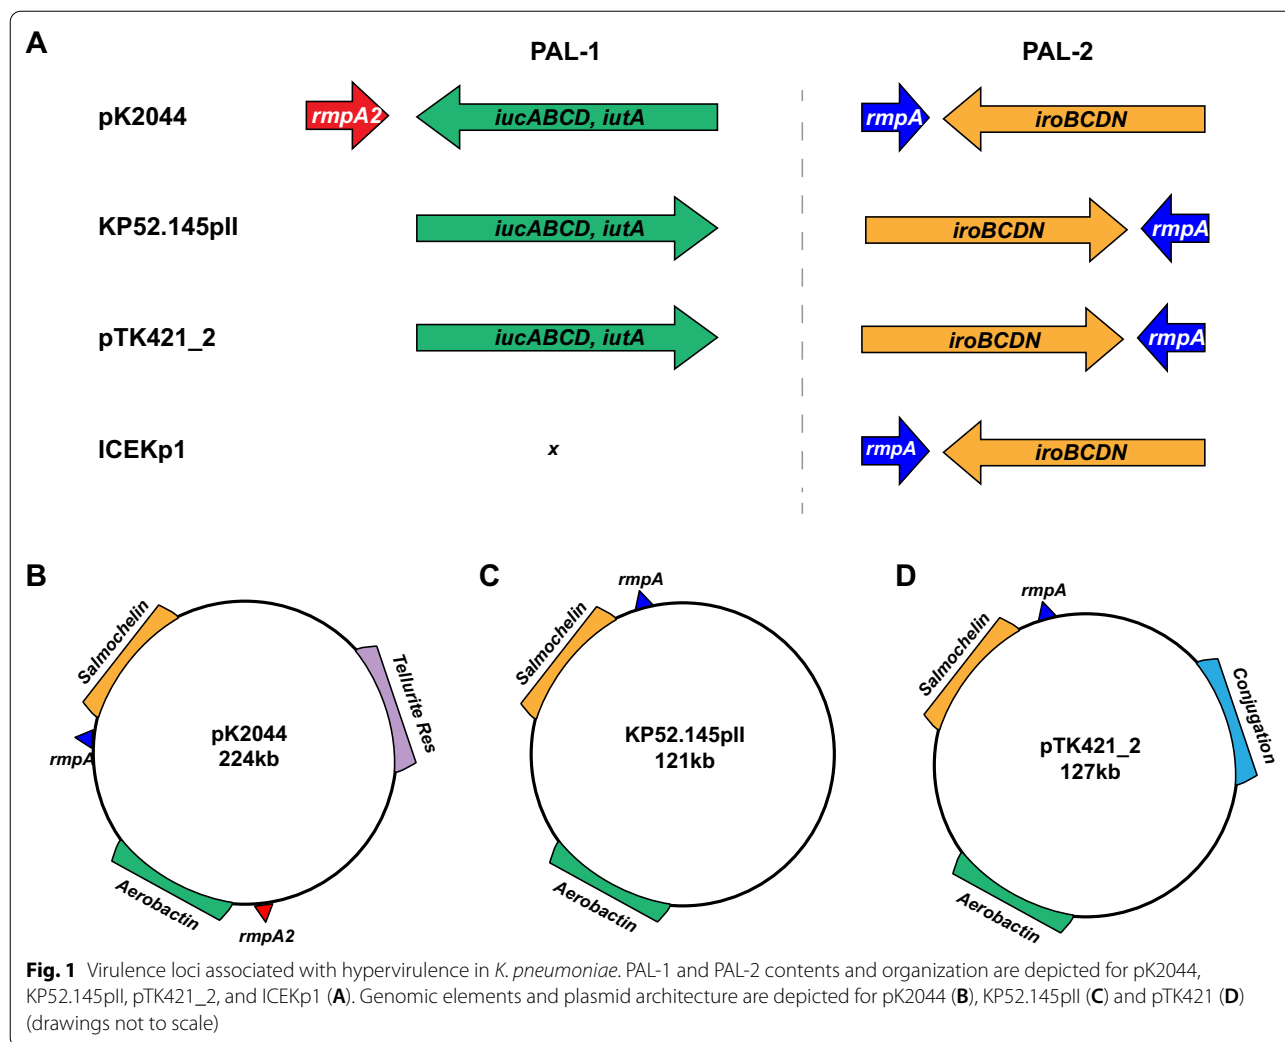 A
PAL-1
PAL-2
pK2044
rmpA2
iucABCD, iutA
rmpA
iroBCDN
KP52.145pII
iucABCD, iutA
iroBCDN
rmpA
pTK421_2
iucABCD, iutA
iroBCDN
rmpA
ICEKp1
x
rmpA
iroBCDN
B
Salmochelin
Tellurite Res
pK2044
224kb
rmpA
Aerobactin
rmpA2
C
rmpA
Salmochelin
KP52.145pII
121kb
Aerobactin
D
rmpA
Salmochelin
Conjugation
pTK421_2
127kb
Aerobactin
Fig. 1 Virulence loci associated with hypervirulence in K. pneumoniae. PAL-1 and PAL-2 contents and organization are depicted for pK2044,
KP52.145pII, pTK421_2, and ICEKp1 (A). Genomic elements and plasmid architecture are depicted for pK2044 (B), KP52.145pII (C) and pTK421 (D)
(drawings not to scale)